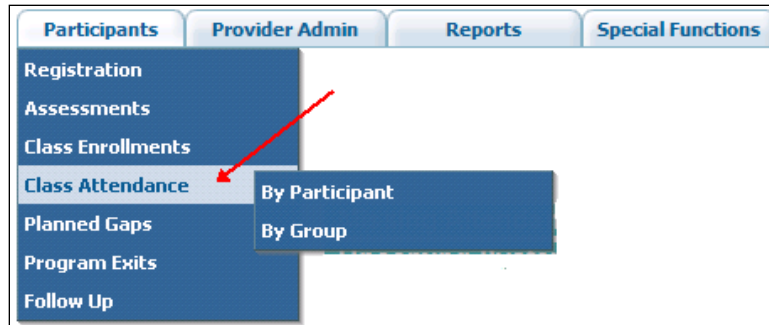 Participants Provider Admin Reports Special Functions
Registration
Assessments
Class Enrollments
Class Attendance
By Participant
Planned Gaps
By Group
Program Exits
Follow Up